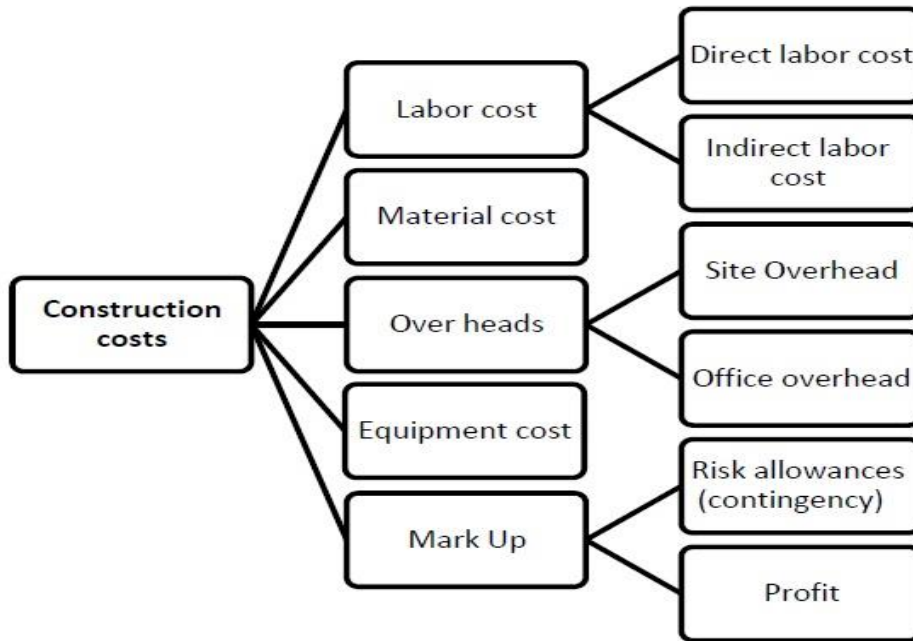 Construction
costs
Labor cost
Material cost
Over heads
Equipment cost
Mark Up
Direct labor cost
Indirect labor
cost
Site Overhead
Office overhead
Risk allowances
(contingency)
Profit